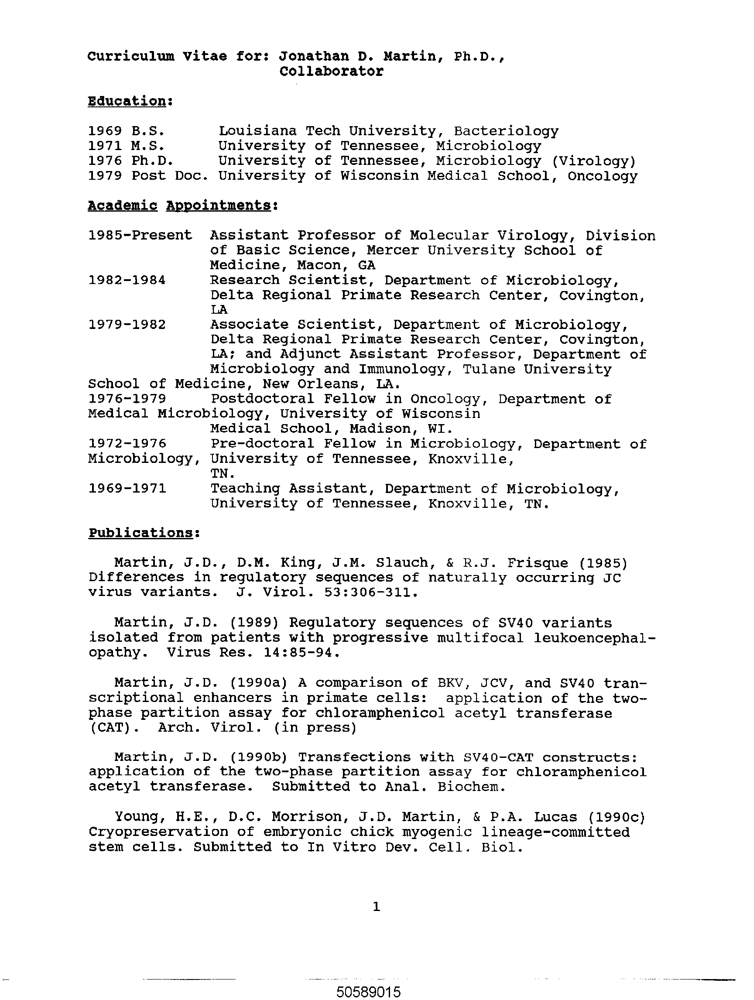 Curriculum Vitae for: Jonathan D. Martin, Ph.D.,
Collaborator
Education:
1969 B.S. Louisiana Tech University, Bacteriology
1971 M.S. University of Tennessee, Microbiology
1976 Ph.D. University of Tennessee, Microbiology (Virology)
1979 Post Doc. University of Wisconsin Medical School, Oncology
Academic Appointments:
1985-Present Assistant Professor of Molecular Virology, Division
of Basic Science, Mercer University School of
Medicine, Macon, GA
1982-1984 Research Scientist, Department of Microbiology,
Delta Regional Primate Research Center, Covington,
LA
1979-1982 Associate Scientist, Department of Microbiology,
Delta Regional Primate Research Center, Covington,
LA; and Adjunct Assistant Professor, Department of
Microbiology and Immunology, Tulane University
School of Medicine, New Orleans, LA.
1976-1979 Postdoctoral Fellow in Oncology, Department of
Medical Microbiology, University of Wisconsin
Medical School, Madison, WI.
1972-1976 Pre-doctoral Fellow in Microbiology, Department of
Microbiology, University of Tennessee, Knoxville,
TN.
1969-1971 Teaching Assistant, Department of Microbiology,
University of Tennessee, Knoxville, TN.
Publications:
Martin, J.D., D.M. King, J.M. Slauch, & R.J. Frisque (1985)
Differences in regulatory sequences of naturally occurring JC
virus variants. J. Virol. 53:306-311.
Martin, J.D. (1989) Regulatory sequences of SV40 variants
isolated from patients with progressive multifocal leukoencephal-
opathy. Virus Res. 14:85-94.
Martin, J.D. (1990a) A comparison of BKV, JCV, and SV40 tran-
scriptional enhancers in primate cells: application of the two-
phase partition assay for chloramphenicol acetyl transferase
(CAT). Arch. Virol. (in press)
Martin, J.D. (1990b) Transfections with SV40-CAT constructs:
application of the two-phase partition assay for chloramphenicol
acetyl transferase. Submitted to Anal. Biochem.
Young, H.E., D.C. Morrison, J.D. Martin, & P.A. Lucas (1990c)
Cryopreservation of embryonic chick myogenic lineage-committed
stem cells. Submitted to In Vitro Dev. Cell. Biol.
1
50589015